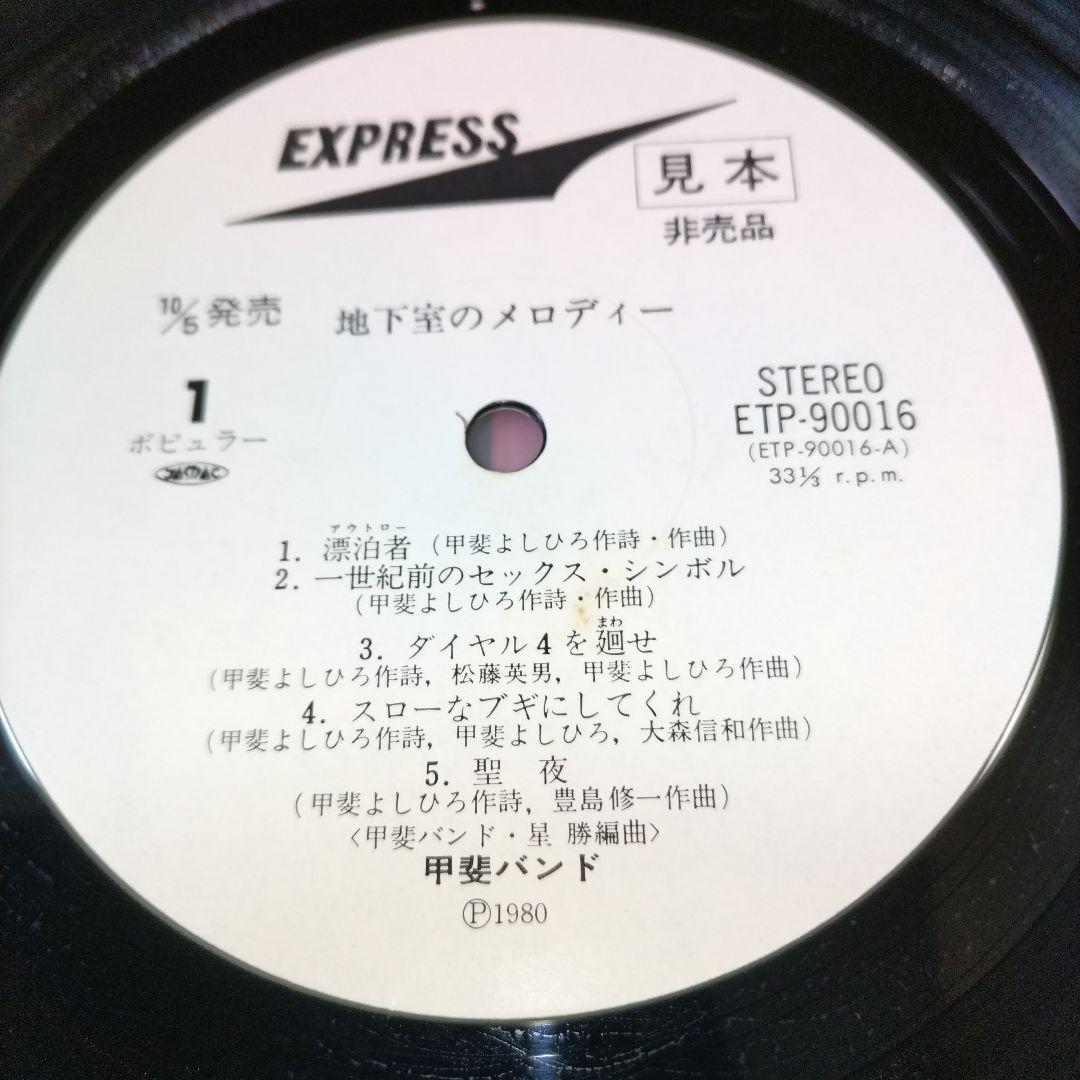 EXPRESS
見本
非売品
10/5発売
地下室のメロディー
1
ポピュラー
STEREO
ETP-90016
(ETP-90016-A)
33⅓ r.p.m.
アウトロー
1. 漂泊者 (甲斐よしひろ作詩・作曲)
2. 一世紀前のセックス・シンボル
(甲斐よしひろ作詩・作曲)
まわ
3. ダイヤル4を廻せ
(甲斐よしひろ作詩, 松藤英男, 甲斐よしひろ作曲)
4. スローなブギにしてくれ
(甲斐よしひろ作詩, 甲斐よしひろ, 大森信和作曲)
5. 聖 夜
(甲斐よしひろ作詩, 豊島修一作曲)
〈甲斐バンド・星 勝編曲〉
甲斐バンド
Ⓟ1980